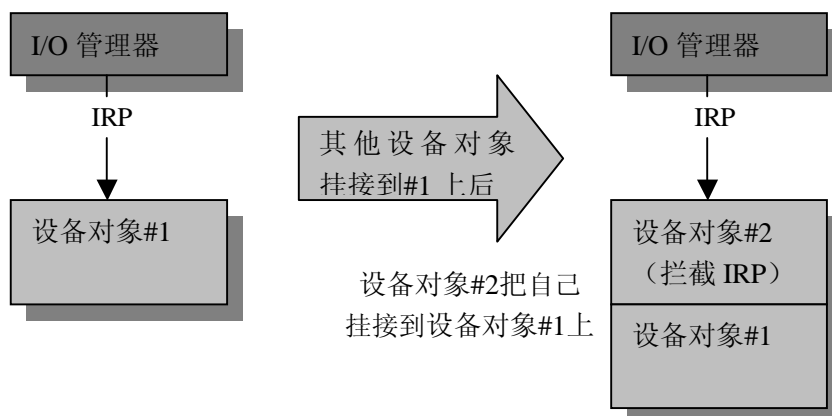 I/O 管理器
IRP
设备对象#1
其他设备对象
挂接到#1 上后
设备对象#2把自己
挂接到设备对象#1上
I/O 管理器
IRP
设备对象#2
（拦截 IRP）
设备对象#1